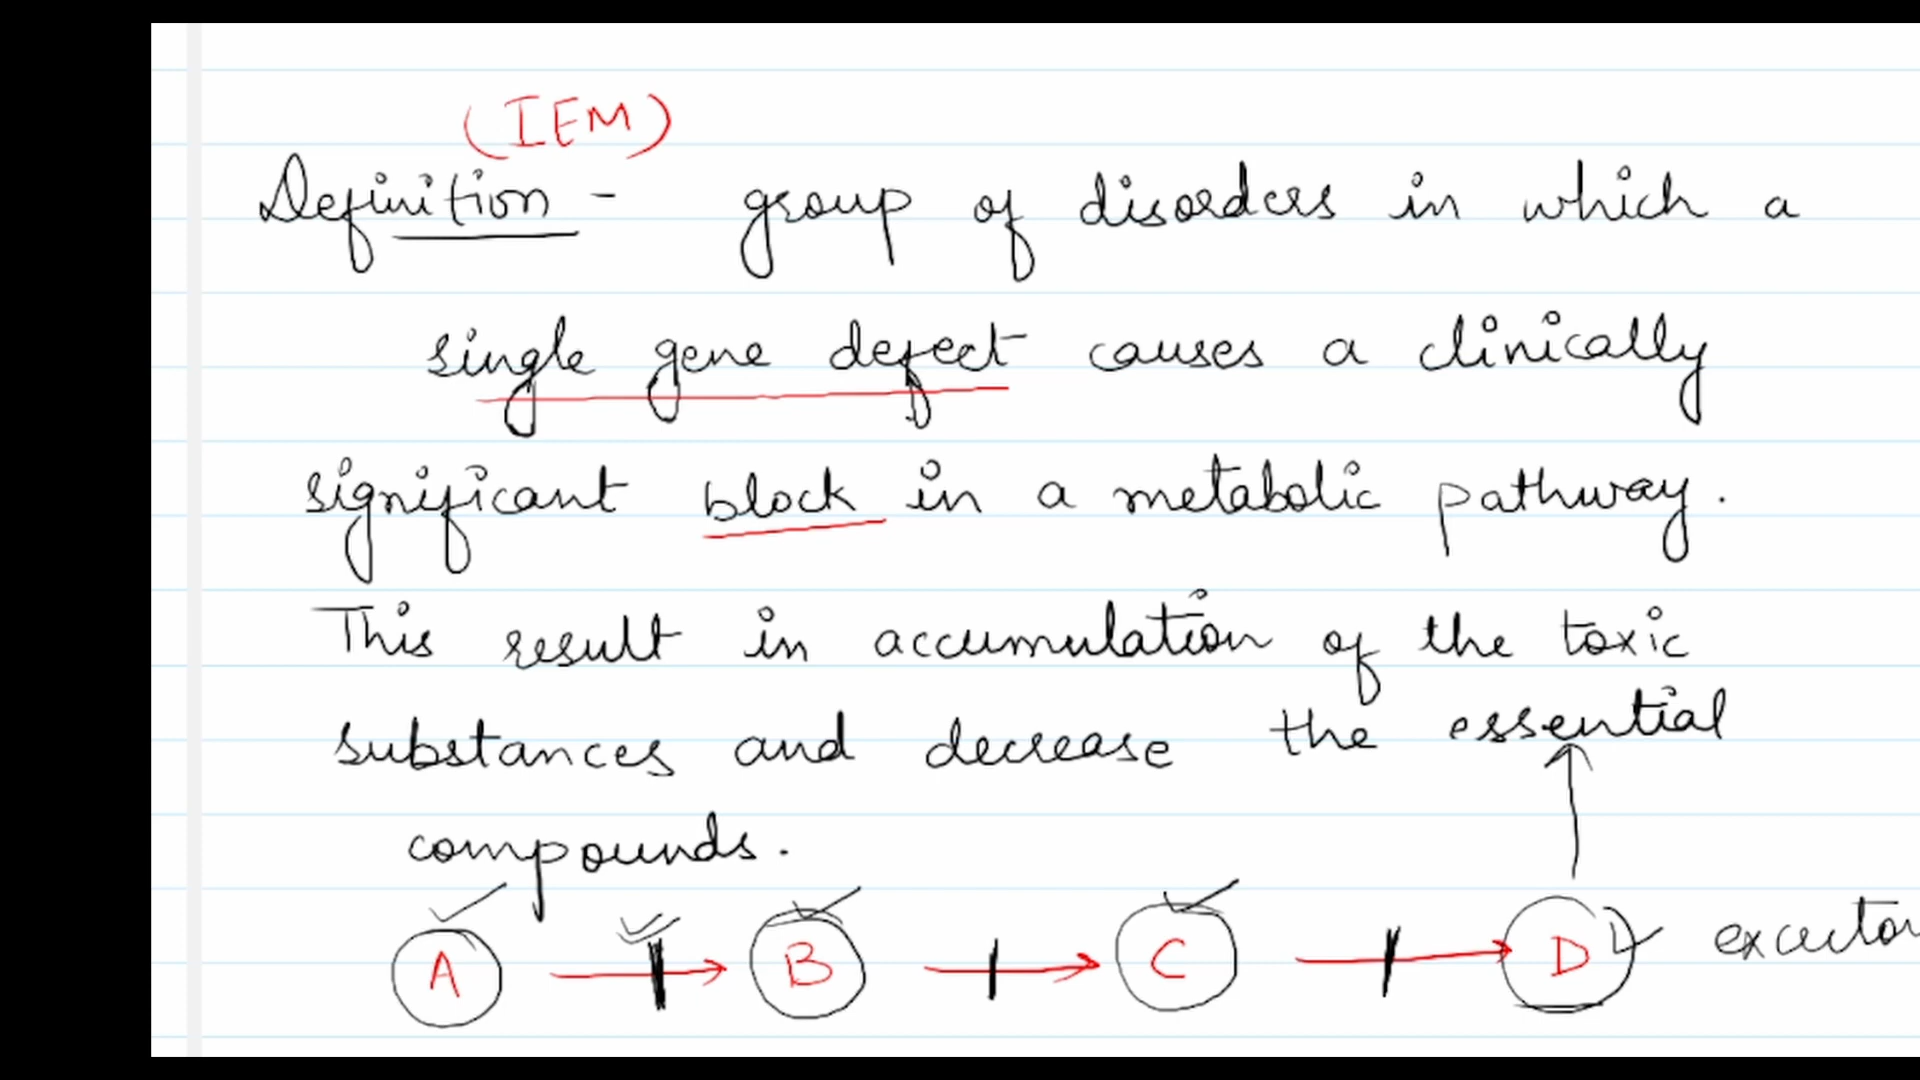 (IEM)
Definition - group of disorders in which a
single gene defect causes a clinically
significant block in a metabolic pathway.
This result in accumulation of the toxic
substances and decrease the essential
compounds.
A B C D